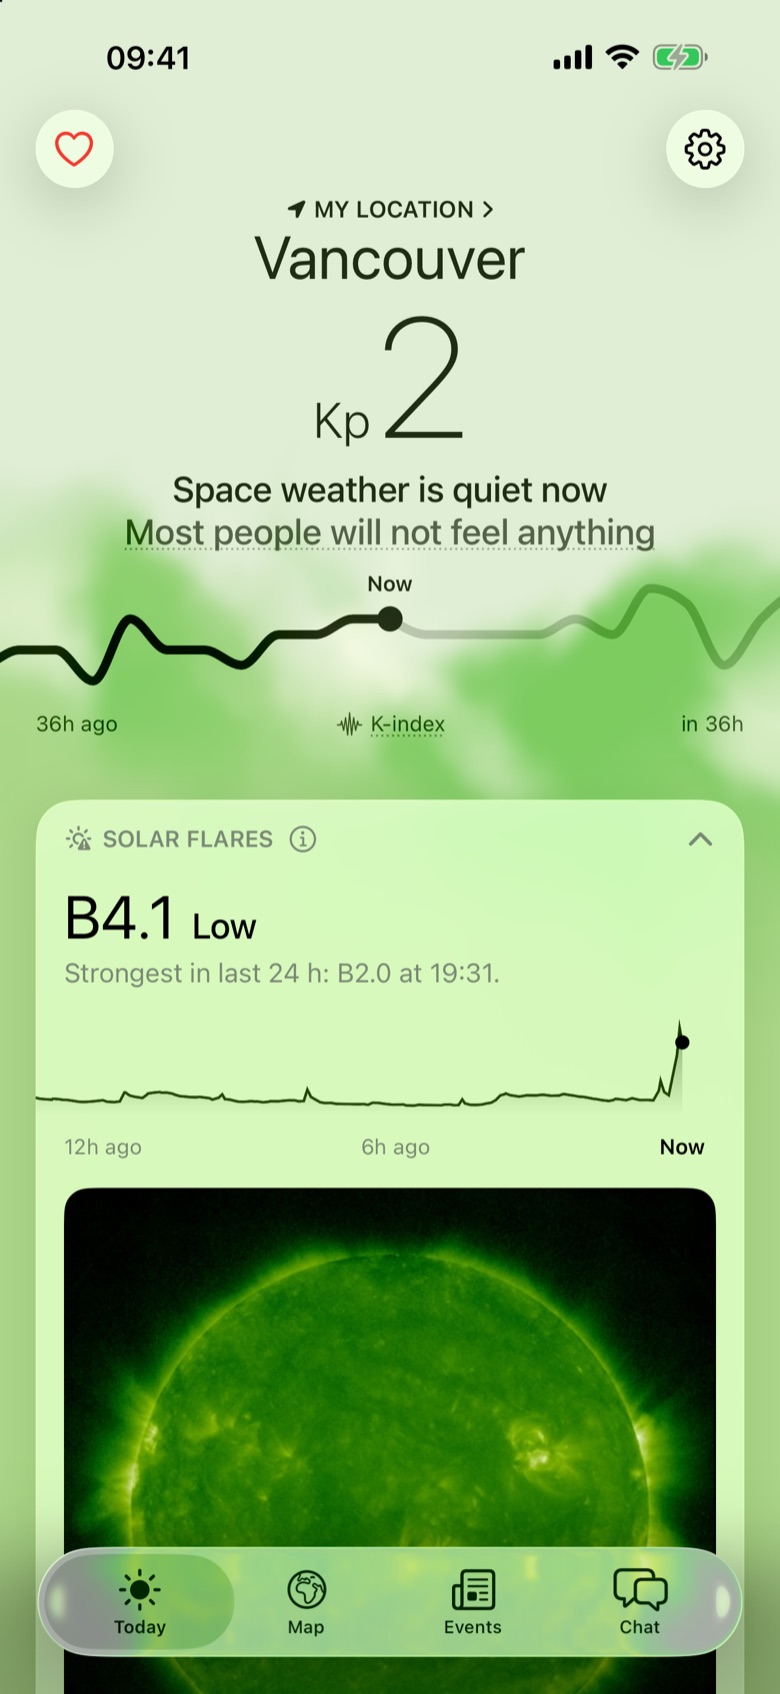 09:41
MY LOCATION
Vancouver
Kp 2
Space weather is quiet now
Most people will not feel anything
Now
36h ago
K-index
in 36h
SOLAR FLARES
B4.1 Low
Strongest in last 24 h: B2.0 at 19:31.
12h ago
6h ago
Now
Today
Map
Events
Chat